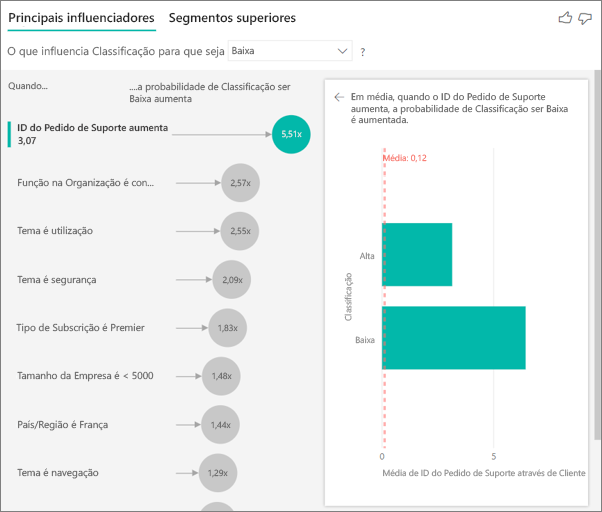 Principais influenciadores
Segmentos superiores
O que influencia Classificação para que seja
Baixa
?
Quando...
....a probabilidade de Classificação ser
Baixa aumenta
ID do Pedido de Suporte aumenta
3,07
5,51x
Função na Organização é con...
2,57x
Tema é utilização
2,55x
Tema é segurança
2,09x
Tipo de Subscrição é Premier
1,83x
Tamanho da Empresa é < 5000
1,48x
País/Região é França
1,44x
Tema é navegação
1,29x
Em média, quando o ID do Pedido de Suporte
aumenta, a probabilidade de Classificação ser Baixa
é aumentada.
Média: 0,12
Classificação
Alta
Baixa
0
5
Média de ID do Pedido de Suporte através de Cliente